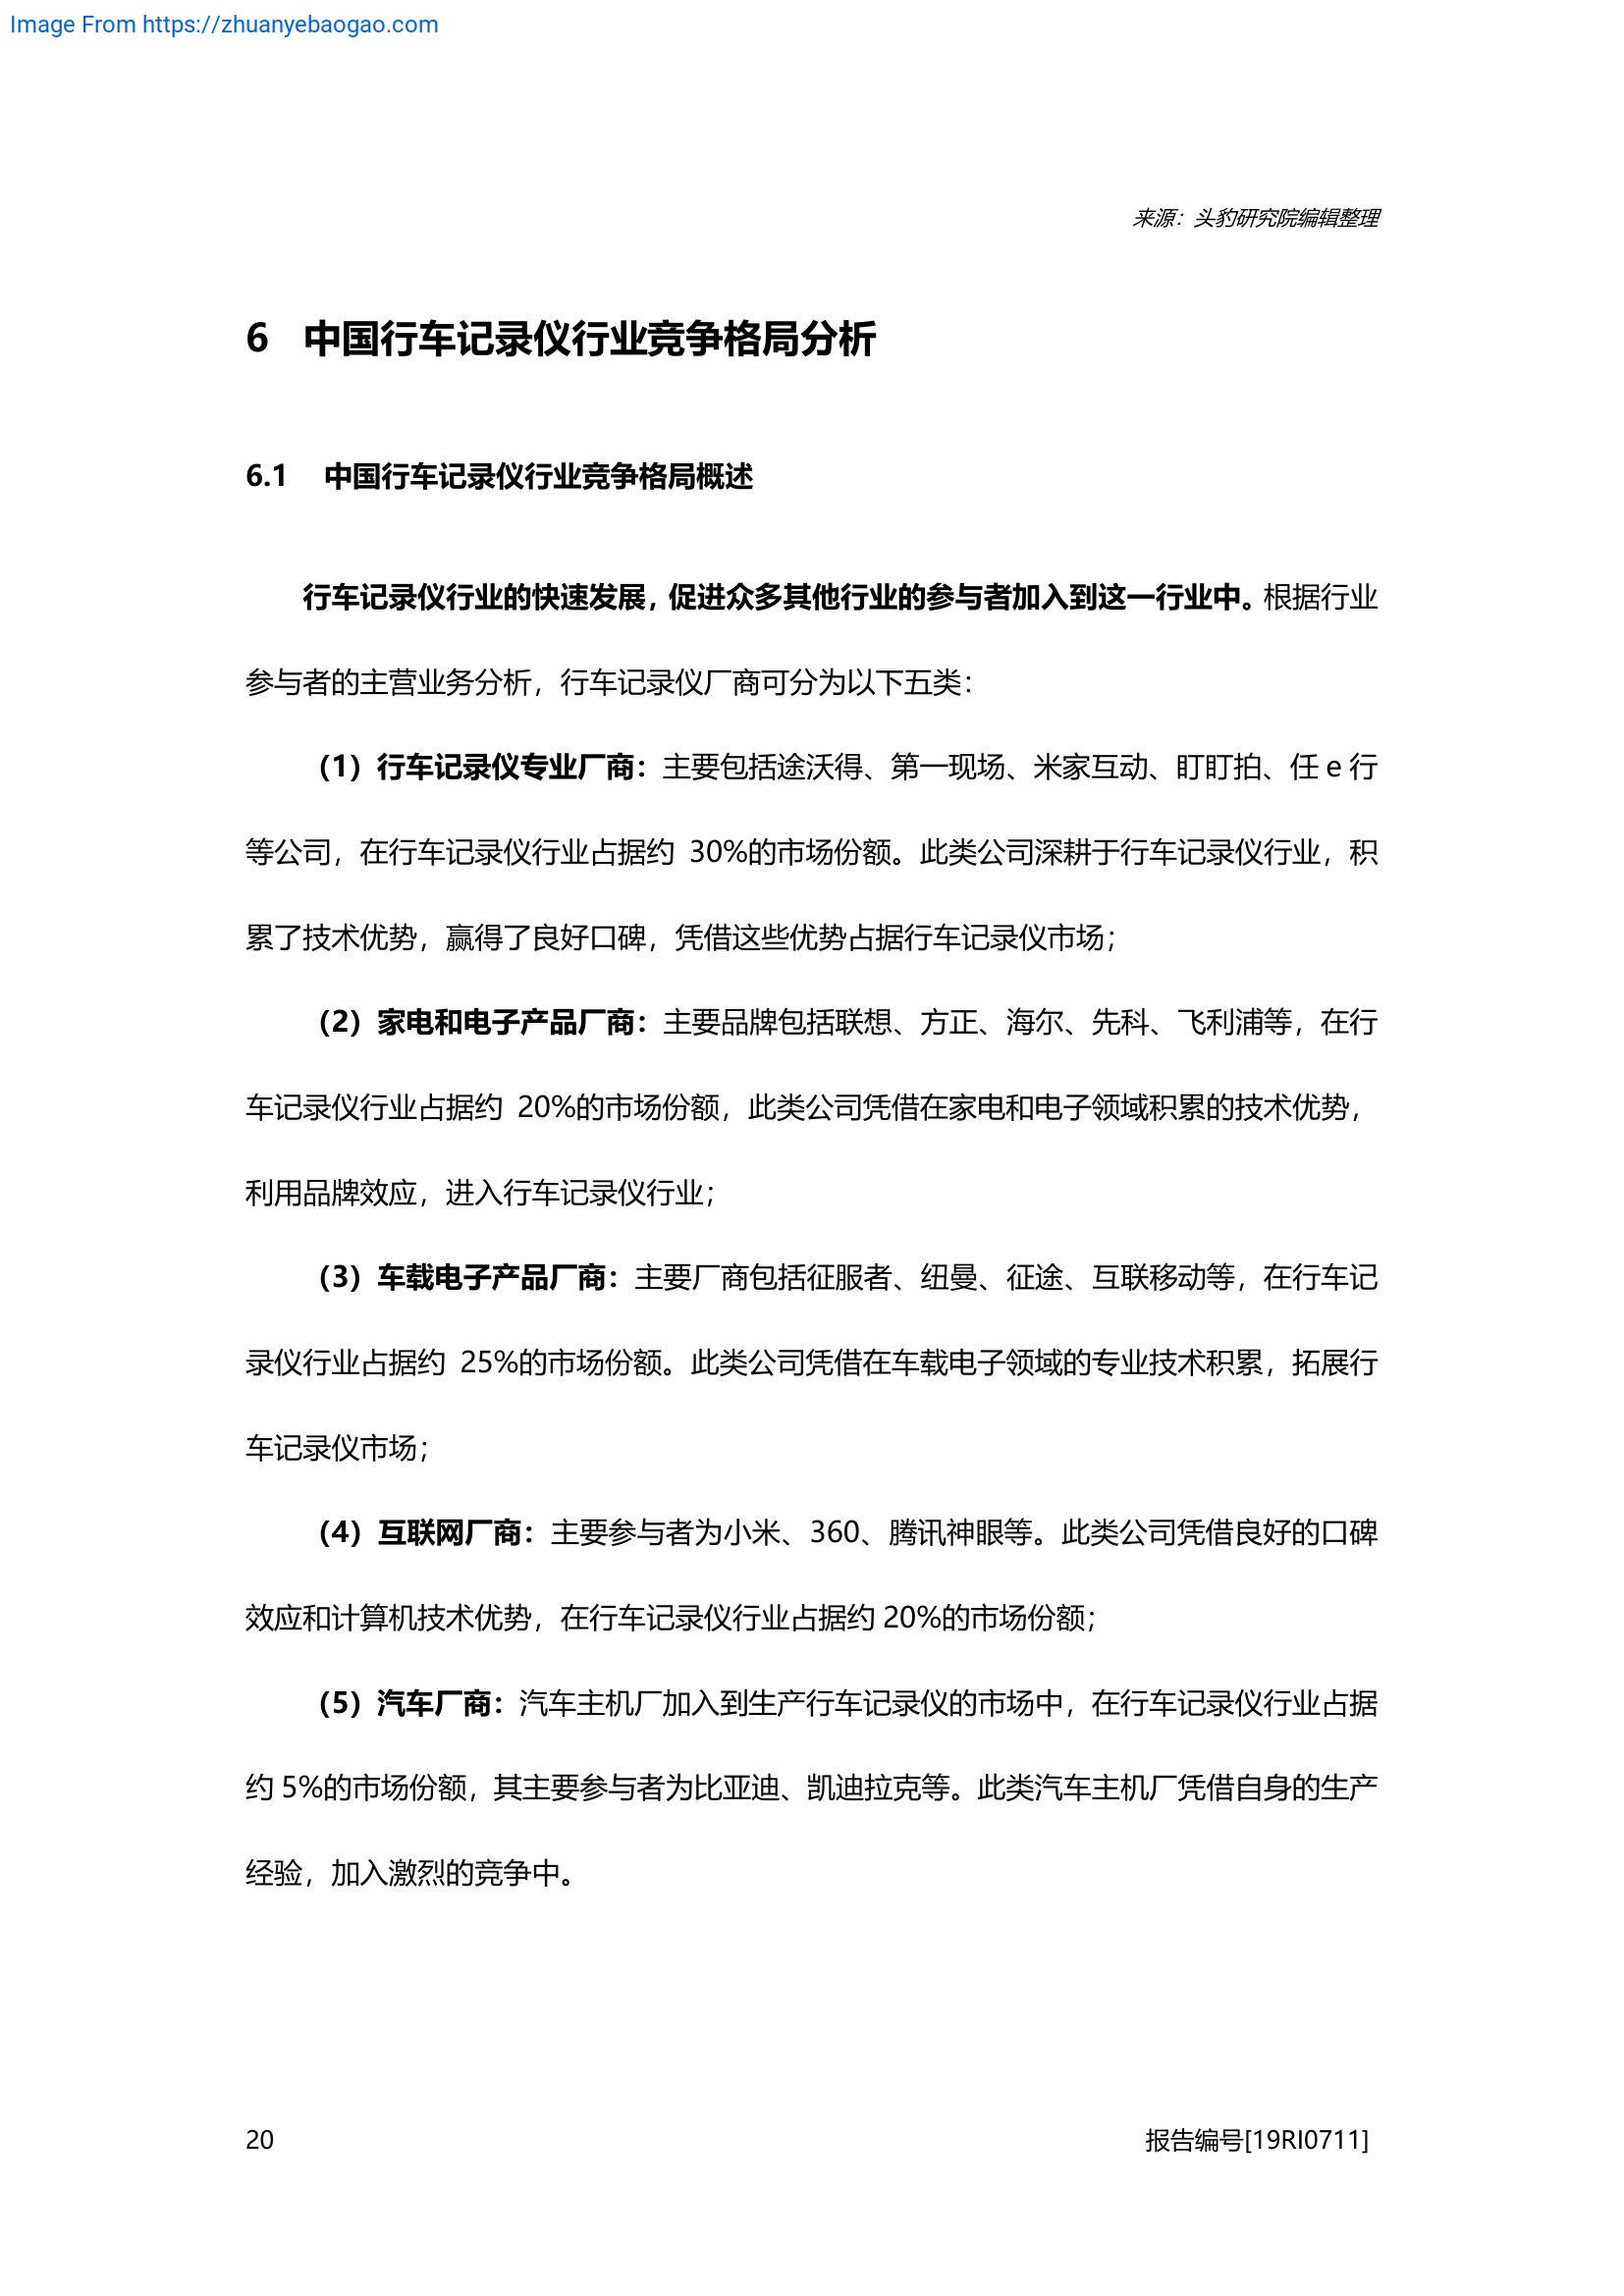 Image From https://zhuanyebaogao.com
来源：头豹研究院编辑整理
6 中国行车记录仪行业竞争格局分析
6.1 中国行车记录仪行业竞争格局概述
行车记录仪行业的快速发展，促进众多其他行业的参与者加入到这一行业中。根据行业
参与者的主营业务分析，行车记录仪厂商可分为以下五类：
（1）行车记录仪专业厂商：主要包括途沃得、第一现场、米家互动、盯盯拍、任 e 行
等公司，在行车记录仪行业占据约 30%的市场份额。此类公司深耕于行车记录仪行业，积
累了技术优势，赢得了良好口碑，凭借这些优势占据行车记录仪市场；
（2）家电和电子产品厂商：主要品牌包括联想、方正、海尔、先科、飞利浦等，在行
车记录仪行业占据约 20%的市场份额，此类公司凭借在家电和电子领域积累的技术优势，
利用品牌效应，进入行车记录仪行业；
（3）车载电子产品厂商：主要厂商包括征服者、纽曼、征途、互联移动等，在行车记
录仪行业占据约 25%的市场份额。此类公司凭借在车载电子领域的专业技术积累，拓展行
车记录仪市场；
（4）互联网厂商：主要参与者为小米、360、腾讯神眼等。此类公司凭借良好的口碑
效应和计算机技术优势，在行车记录仪行业占据约 20%的市场份额；
（5）汽车厂商：汽车主机厂加入到生产行车记录仪的市场中，在行车记录仪行业占据
约 5%的市场份额，其主要参与者为比亚迪、凯迪拉克等。此类汽车主机厂凭借自身的生产
经验，加入激烈的竞争中。
20 报告编号[19RI0711]